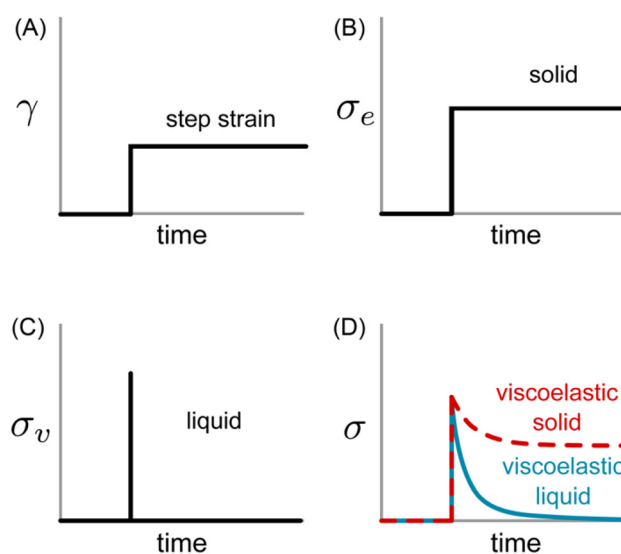 (A)
γ
step strain
time
(B)
σₑ
solid
time
(C)
σᵥ
liquid
time
(D)
σ
viscoelastic
solid
viscoelastic
liquid
time